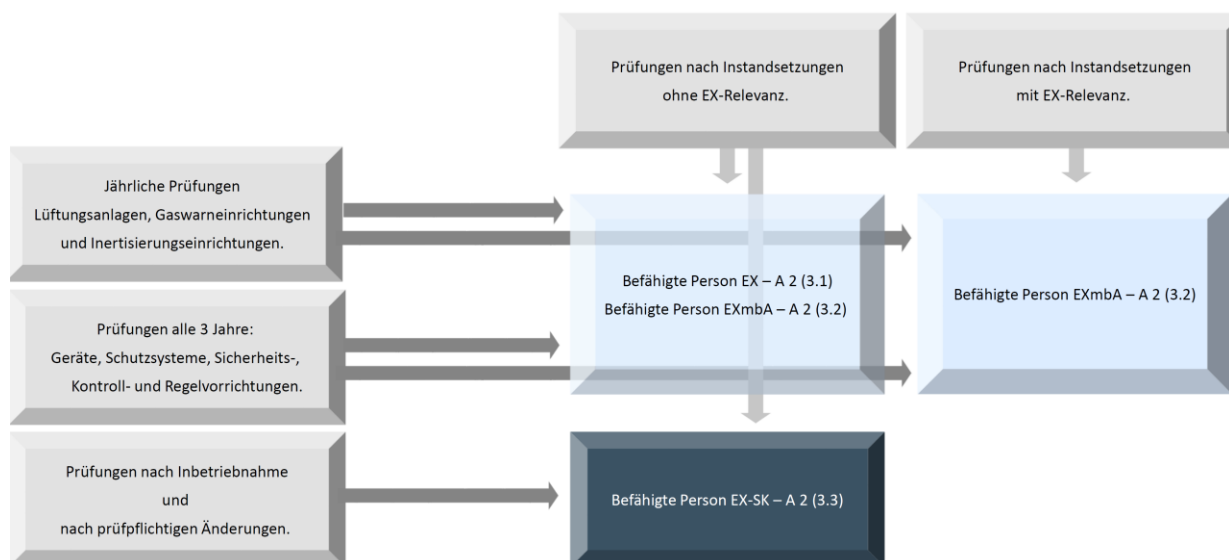 Prüfungen nach Instandsetzungen
ohne EX-Relevanz.
Prüfungen nach Instandsetzungen
mit EX-Relevanz.
Jährliche Prüfungen
Lüftungsanlagen, Gaswarneinrichtungen
und Inertisierungseinrichtungen.
Befähigte Person EX – A 2 (3.1)
Befähigte Person EXmbA – A 2 (3.2)
Befähigte Person EXmbA – A 2 (3.2)
Prüfungen alle 3 Jahre:
Geräte, Schutzsysteme, Sicherheits-,
Kontroll- und Regelvorrichtungen.
Prüfungen nach Inbetriebnahme
und
nach prüfpflichtigen Änderungen.
Befähigte Person EX-SK – A 2 (3.3)